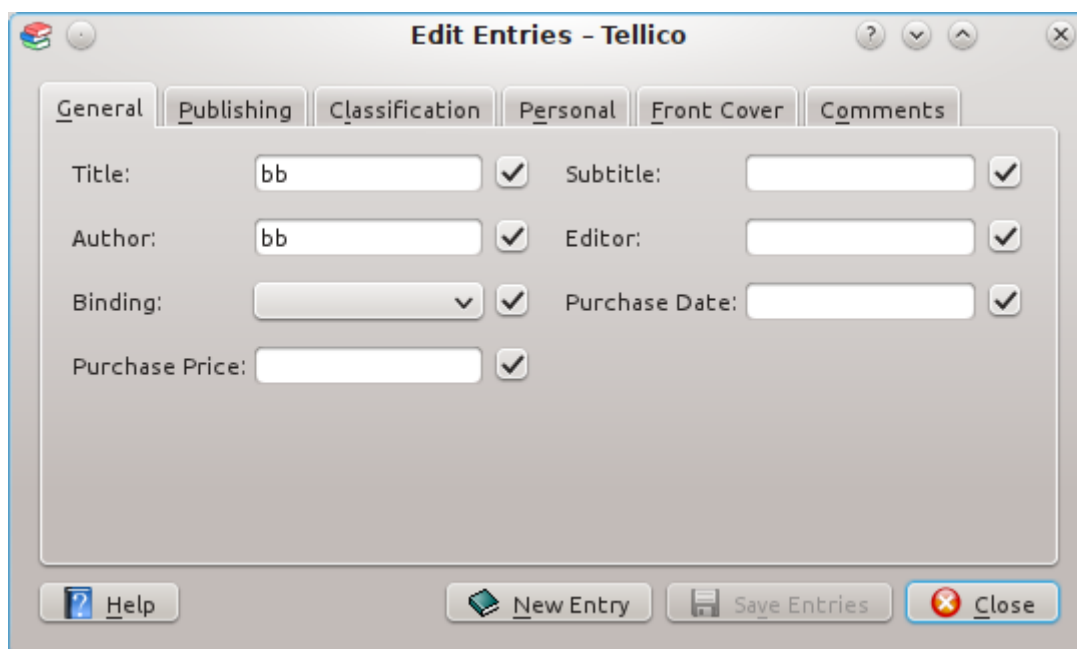 Edit Entries – Tellico
General Publishing Classification Personal Front Cover Comments
Title: bb Subtitle:
Author: bb Editor:
Binding: Purchase Date:
Purchase Price:
Help New Entry Save Entries Close